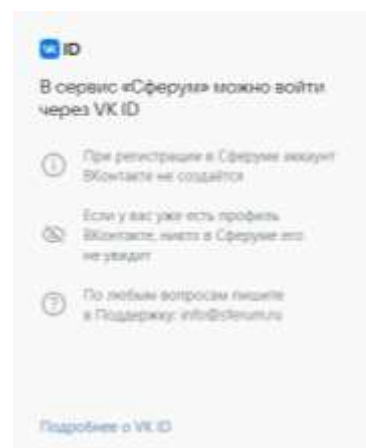 VK ID
В сервис «Сферум» можно войти
через VK ID
При регистрации в Сферуме аккаунт
ВКонтакте не создаётся
Если у вас уже есть профиль
ВКонтакте, никто в Сферуме его
не увидит
По любым вопросам пишите
в Поддержку: info@sferum.ru
Подробнее о VK ID